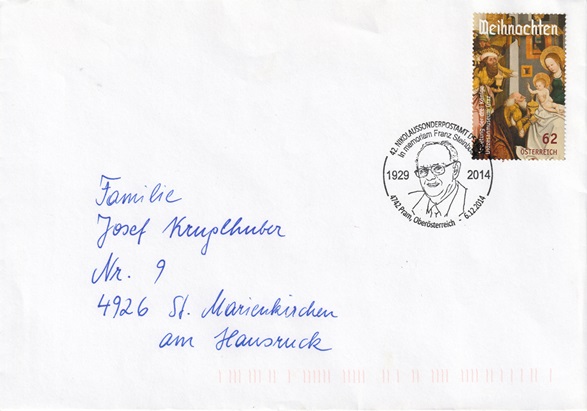 Weihnachten
62
ÖSTERREICH
42. NIKOLAUSSONDERPOSTAMT
In memoriam Franz
1929 2014
4742 Pram, Oberösterreich - 6.12.2014
Familie
Josef
Nr. 9
4926 St. Marienkirchen
am Hausruck